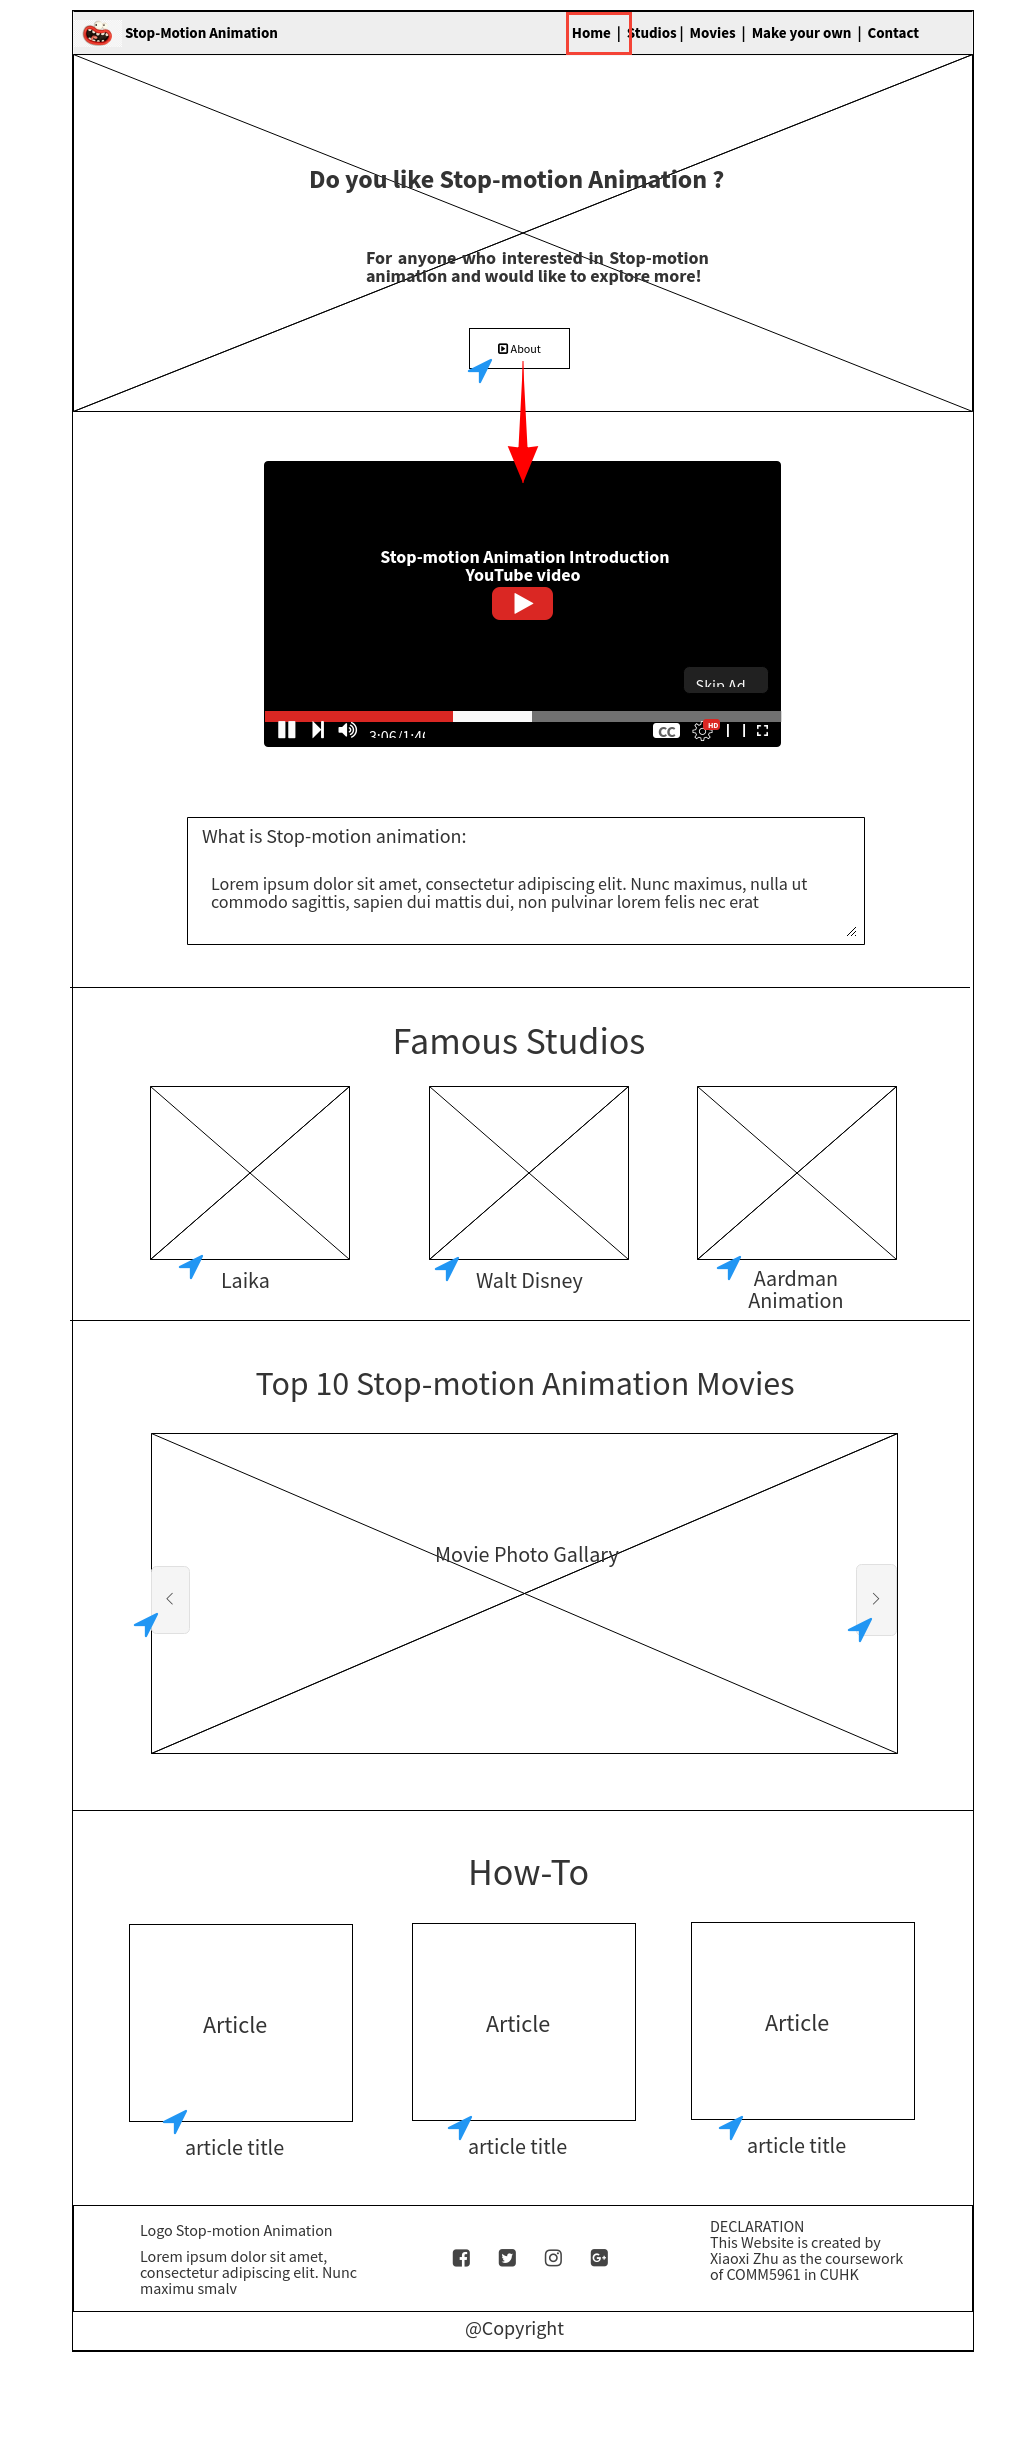 Stop-Motion Animation
Home | Studios | Movies | Make your own | Contact
Do you like Stop-motion Animation ?
For anyone who interested in Stop-motion
animation and would like to explore more!
About
Stop-motion Animation Introduction
YouTube video
Skip Ad
3:06/1:46
CC
HD
What is Stop-motion animation:
Lorem ipsum dolor sit amet, consectetur adipiscing elit. Nunc maximus, nulla ut
commodo sagittis, sapien dui mattis dui, non pulvinar lorem felis nec erat
Famous Studios
Laika
Walt Disney
Aardman
Animation
Top 10 Stop-motion Animation Movies
Movie Photo Gallary
How-To
Article
Article
Article
article title
article title
article title
Logo Stop-motion Animation
Lorem ipsum dolor sit amet,
consectetur adipiscing elit. Nunc
maximu smalv
DECLARATION
This Website is created by
Xiaoxi Zhu as the coursework
of COMM5961 in CUHK
@Copyright